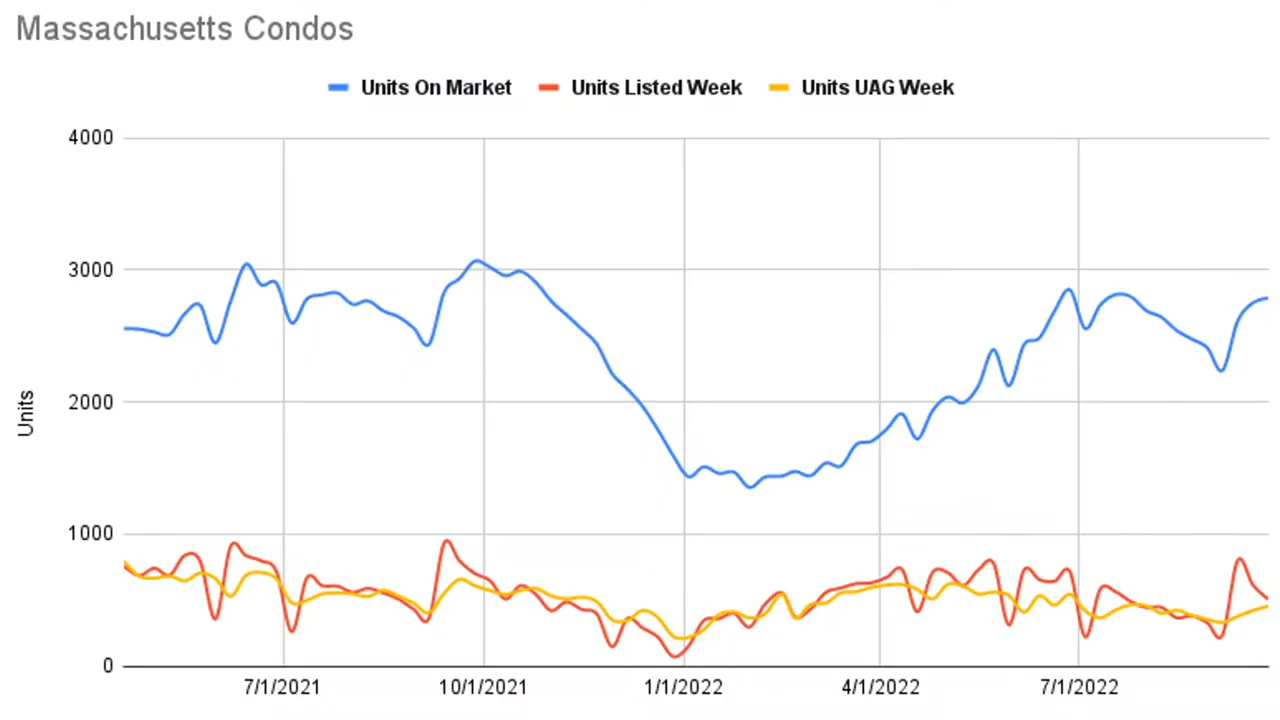 Massachusetts Condos
Units On Market Units Listed Week Units UAG Week
4000
3000
2000
1000
0
Units
7/1/2021 10/1/2021 1/1/2022 4/1/2022 7/1/2022